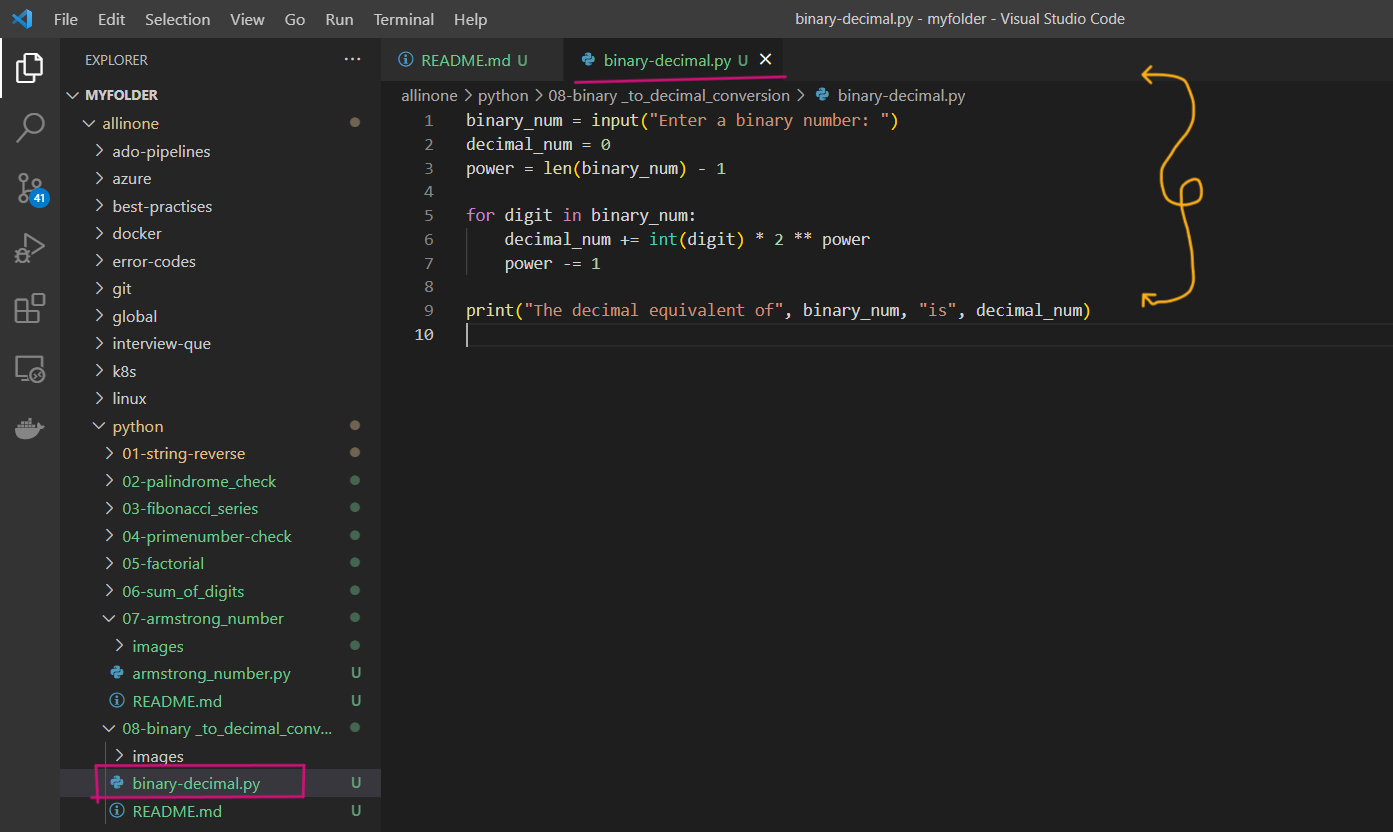 File Edit Selection View Go Run Terminal Help
binary-decimal.py - myfolder - Visual Studio Code
EXPLORER ···
MYFOLDER
allinone
ado-pipelines
azure
best-practises
docker
error-codes
git
global
interview-que
k8s
linux
python
01-string-reverse
02-palindrome_check
03-fibonacci_series
04-primenumber-check
05-factorial
06-sum_of_digits
07-armstrong_number
images
armstrong_number.py U
README.md U
08-binary _to_decimal_conv...
images
binary-decimal.py U
README.md U
41
README.md U
binary-decimal.py U
allinone > python > 08-binary _to_decimal_conversion > binary-decimal.py
1 binary_num = input("Enter a binary number: ")
2 decimal_num = 0
3 power = len(binary_num) - 1
4
5 for digit in binary_num:
6 decimal_num += int(digit) * 2 ** power
7 power -= 1
8
9 print("The decimal equivalent of", binary_num, "is", decimal_num)
10